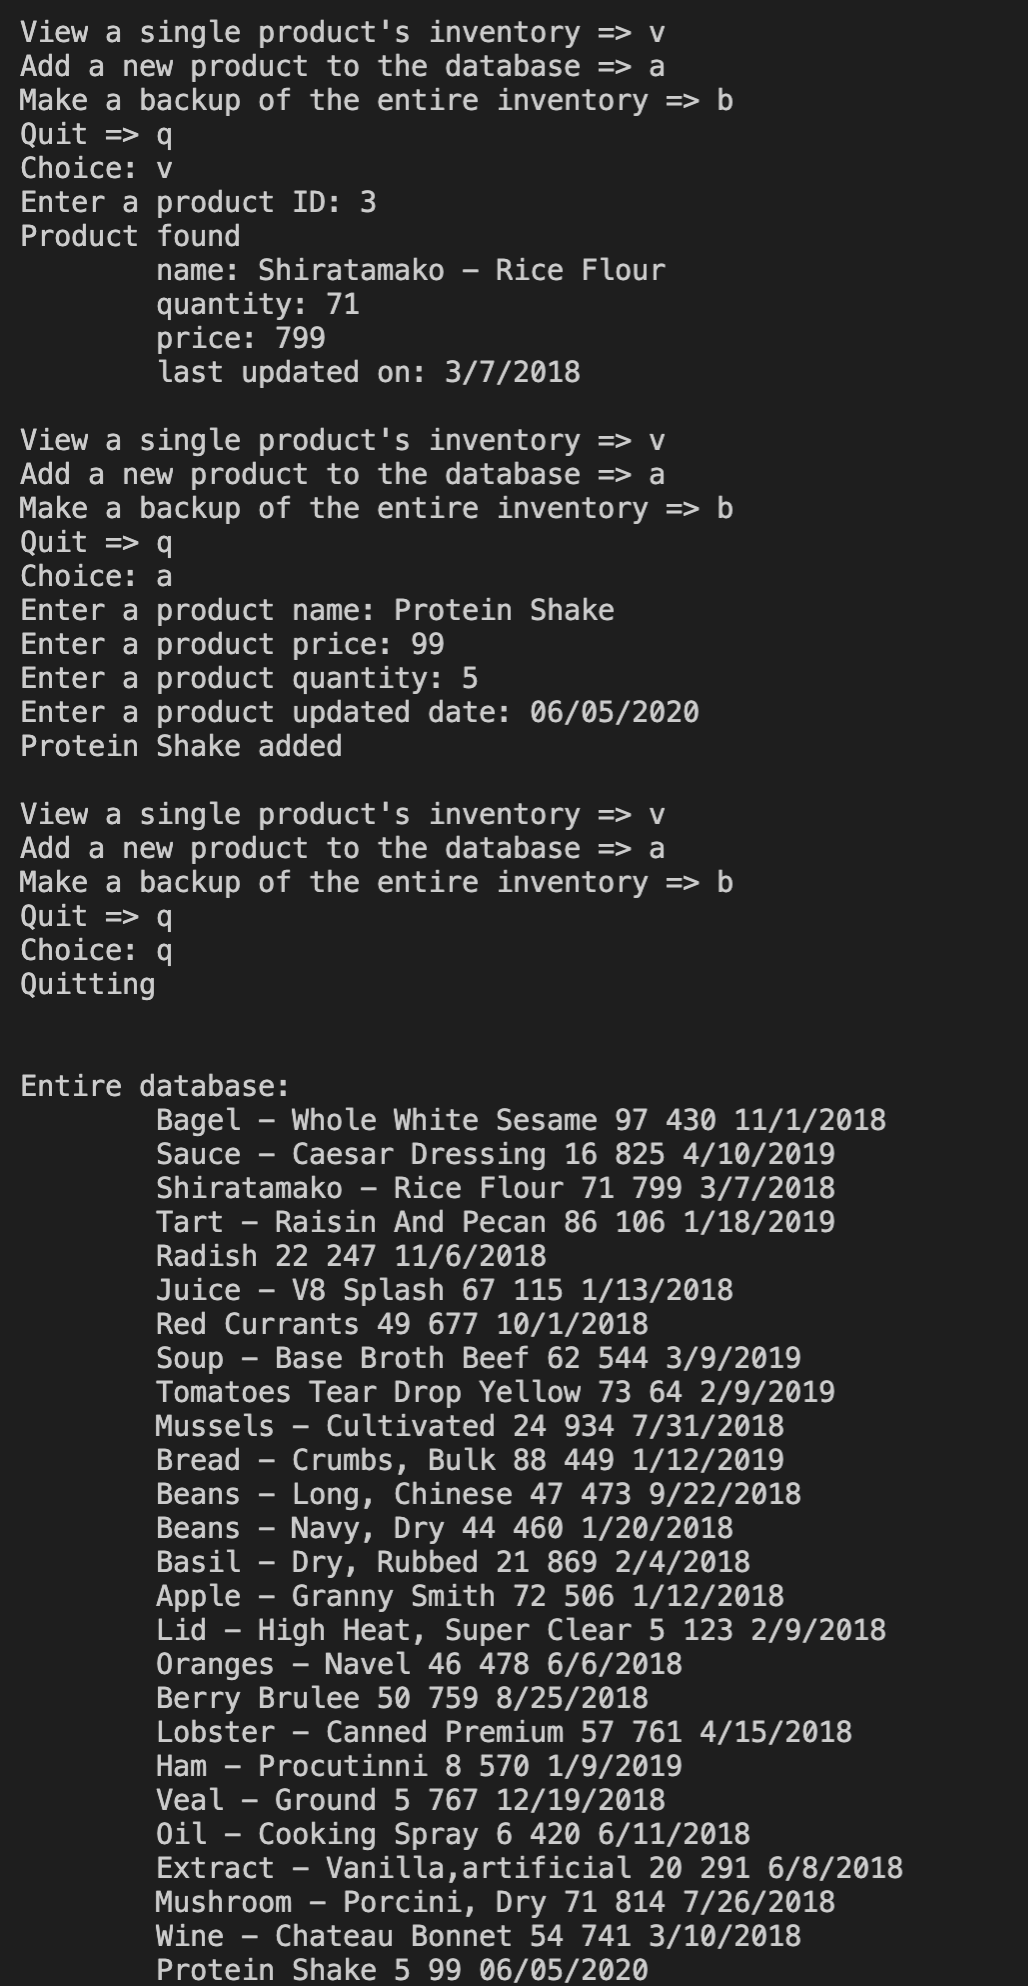 View a single product's inventory => v
Add a new product to the database => a
Make a backup of the entire inventory => b
Quit => q
Choice: v
Enter a product ID: 3
Product found
name: Shiratamako – Rice Flour
quantity: 71
price: 799
last updated on: 3/7/2018
View a single product's inventory => v
Add a new product to the database => a
Make a backup of the entire inventory => b
Quit => q
Choice: a
Enter a product name: Protein Shake
Enter a product price: 99
Enter a product quantity: 5
Enter a product updated date: 06/05/2020
Protein Shake added
View a single product's inventory => v
Add a new product to the database => a
Make a backup of the entire inventory => b
Quit => q
Choice: q
Quitting
Entire database:
Bagel – Whole White Sesame 97 430 11/1/2018
Sauce – Caesar Dressing 16 825 4/10/2019
Shiratamako – Rice Flour 71 799 3/7/2018
Tart – Raisin And Pecan 86 106 1/18/2019
Radish 22 247 11/6/2018
Juice – V8 Splash 67 115 1/13/2018
Red Currants 49 677 10/1/2018
Soup – Base Broth Beef 62 544 3/9/2019
Tomatoes Tear Drop Yellow 73 64 2/9/2019
Mussels – Cultivated 24 934 7/31/2018
Bread – Crumbs, Bulk 88 449 1/12/2019
Beans – Long, Chinese 47 473 9/22/2018
Beans – Navy, Dry 44 460 1/20/2018
Basil – Dry, Rubbed 21 869 2/4/2018
Apple – Granny Smith 72 506 1/12/2018
Lid – High Heat, Super Clear 5 123 2/9/2018
Oranges – Navel 46 478 6/6/2018
Berry Brulee 50 759 8/25/2018
Lobster – Canned Premium 57 761 4/15/2018
Ham – Procutinni 8 570 1/9/2019
Veal – Ground 5 767 12/19/2018
Oil – Cooking Spray 6 420 6/11/2018
Extract – Vanilla,artificial 20 291 6/8/2018
Mushroom – Porcini, Dry 71 814 7/26/2018
Wine – Chateau Bonnet 54 741 3/10/2018
Protein Shake 5 99 06/05/2020